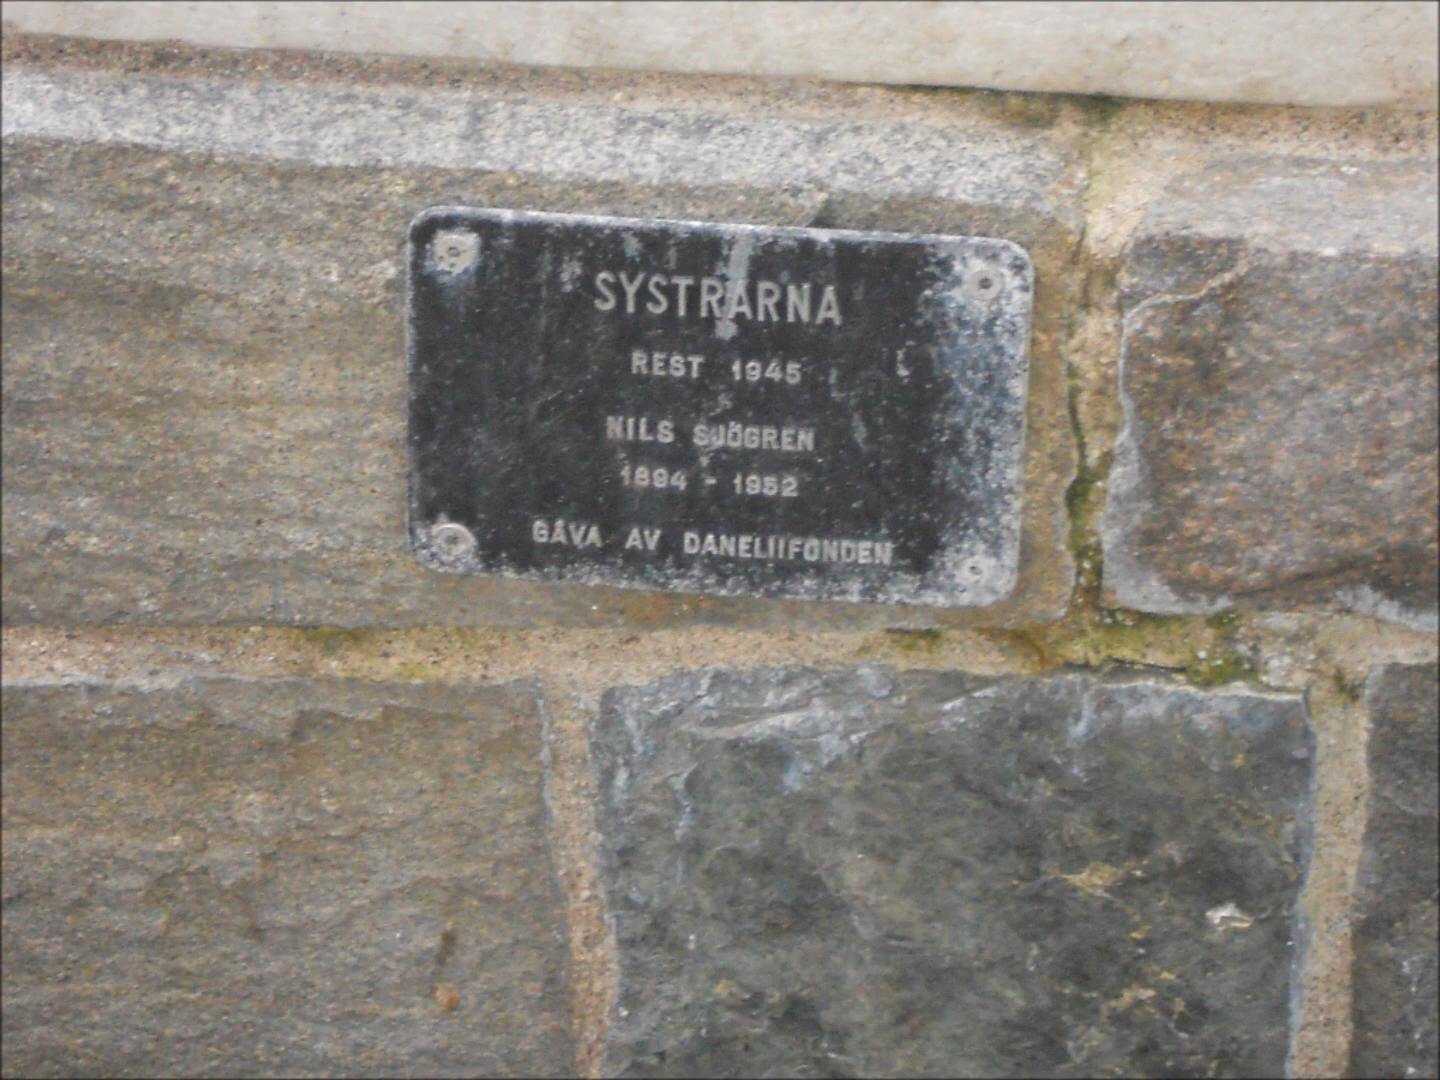 SYSTRARNA
REST 1945
NILS SJÖGREN
1894 - 1952
GÅVA AV DANELIIFONDEN